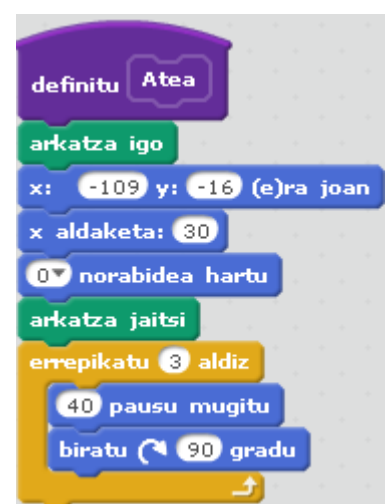 definitu Atea
arkatza igo
x: -109 y: -16 (e)ra joan
x aldaketa: 30
0 norabidea hartu
arkatza jaitsi
errepikatu 3 aldiz
40 pausu mugitu
biratu 90 gradu